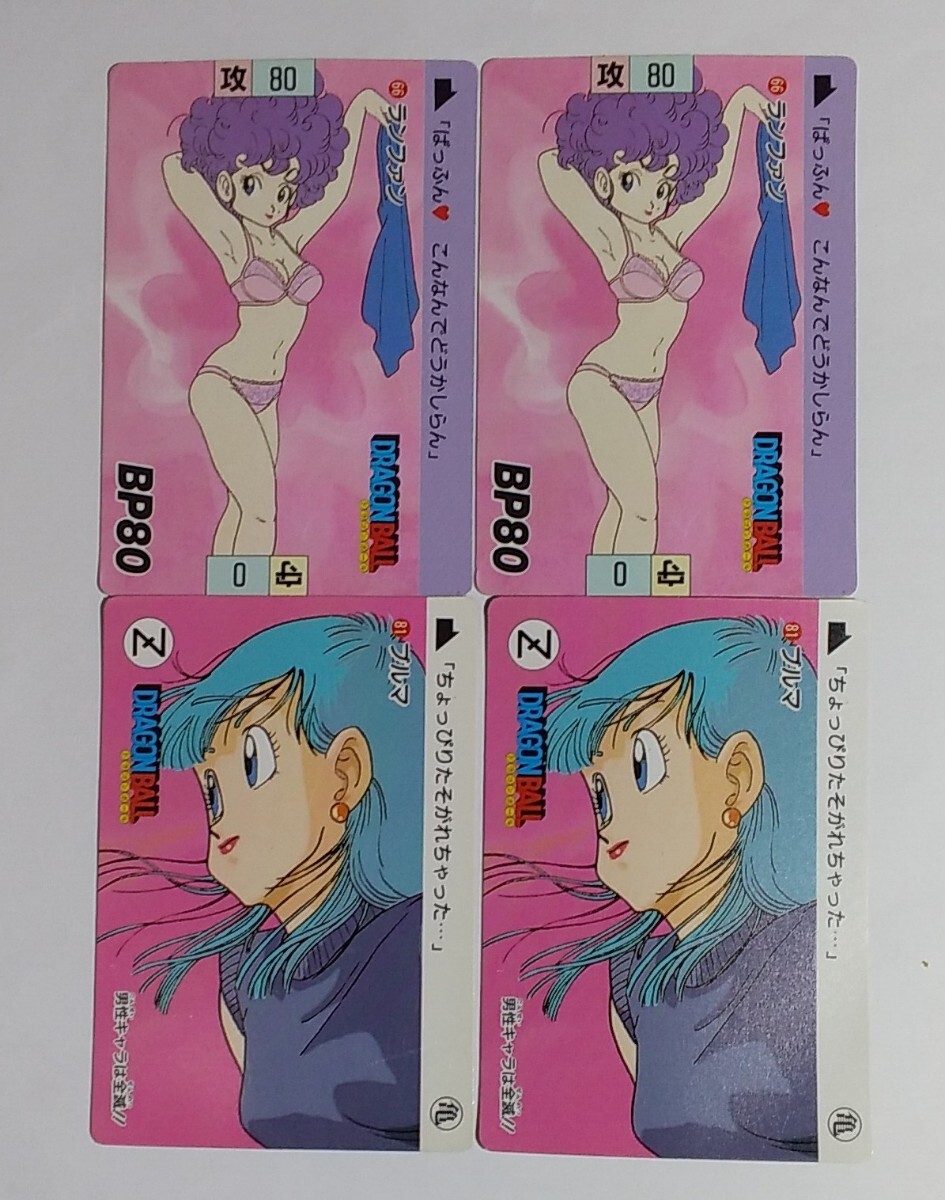 攻 80
66 ランファン
「ぱっふん♥ こんなんでどうかしらん」
DRAGON BALL
BP80
0 守
攻 80
66 ランファン
「ぱっふん♥ こんなんでどうかしらん」
DRAGON BALL
BP80
0 守
81 ブルマ
「ちょっぴりたそがれちゃった…」
DRAGON BALL
男性キャラは全滅!!
亀
81 ブルマ
「ちょっぴりたそがれちゃった…」
DRAGON BALL
男性キャラは全滅!!
亀